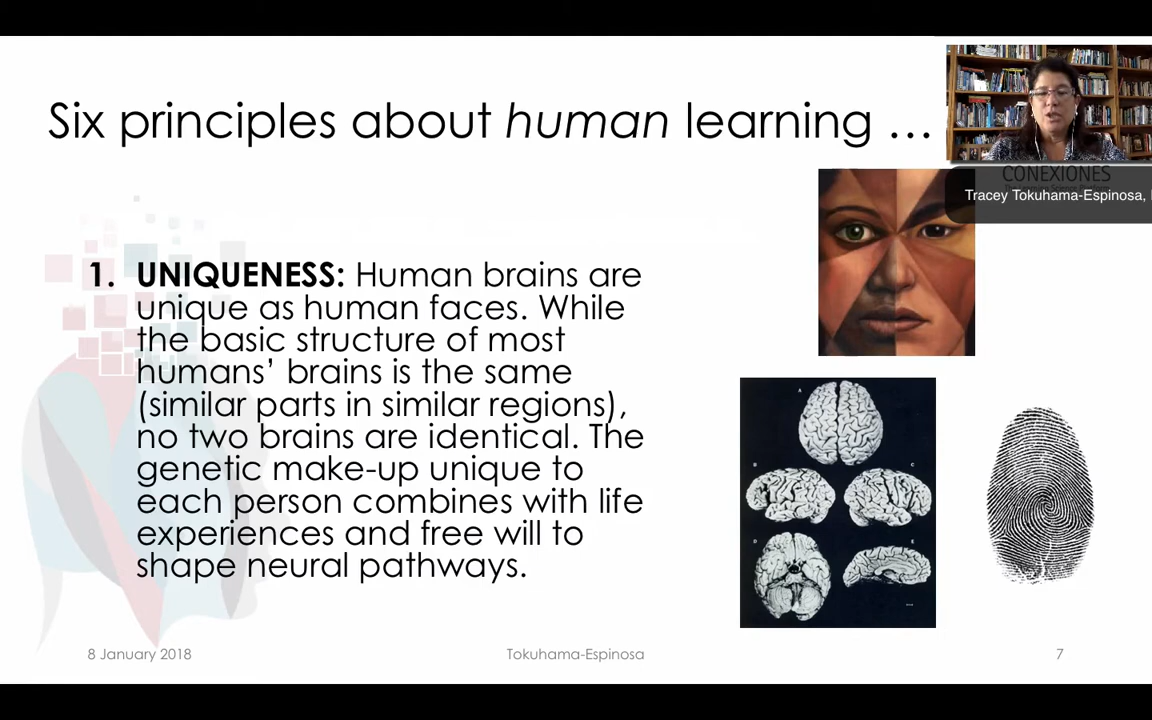 Six principles about human learning …
CONEXIONES
Tracey Tokuhama-Espinosa,
1. UNIQUENESS: Human brains are
unique as human faces. While
the basic structure of most
humans’ brains is the same
(similar parts in similar regions),
no two brains are identical. The
genetic make-up unique to
each person combines with life
experiences and free will to
shape neural pathways.
A
B
C
D
E
8 January 2018
Tokuhama-Espinosa
7